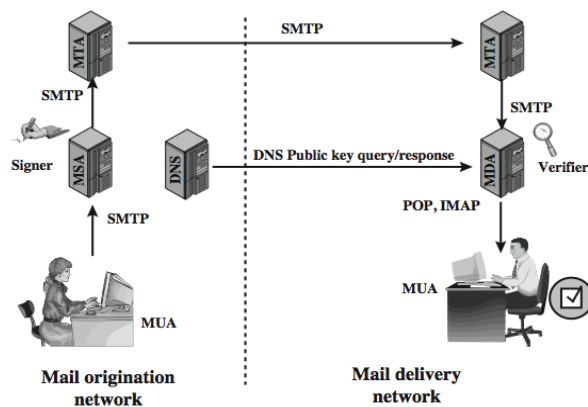 MTA
SMTP
MTA
SMTP
SMTP
Signer
MSA
DNS
DNS Public key query/response
MDA
Verifier
SMTP
POP, IMAP
MUA
MUA
Mail origination
network
Mail delivery
network